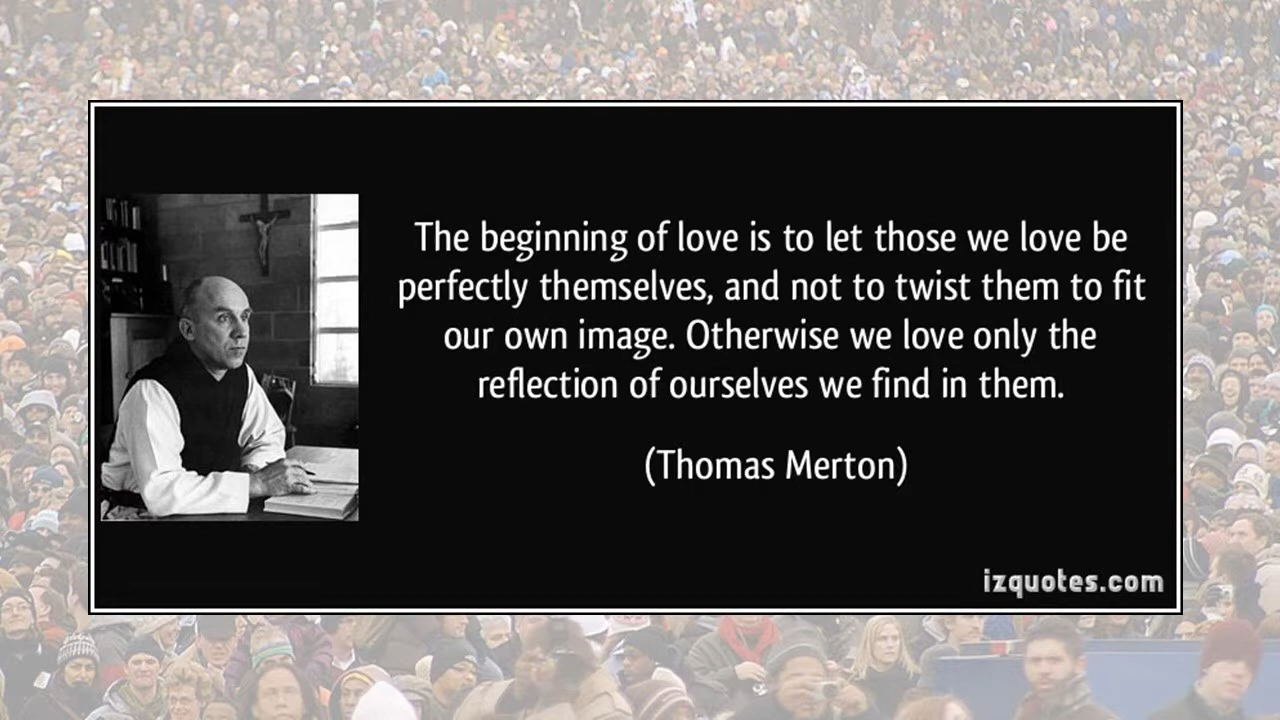 The beginning of love is to let those we love be
perfectly themselves, and not to twist them to fit
our own image. Otherwise we love only the
reflection of ourselves we find in them.
(Thomas Merton)
izquotes.com